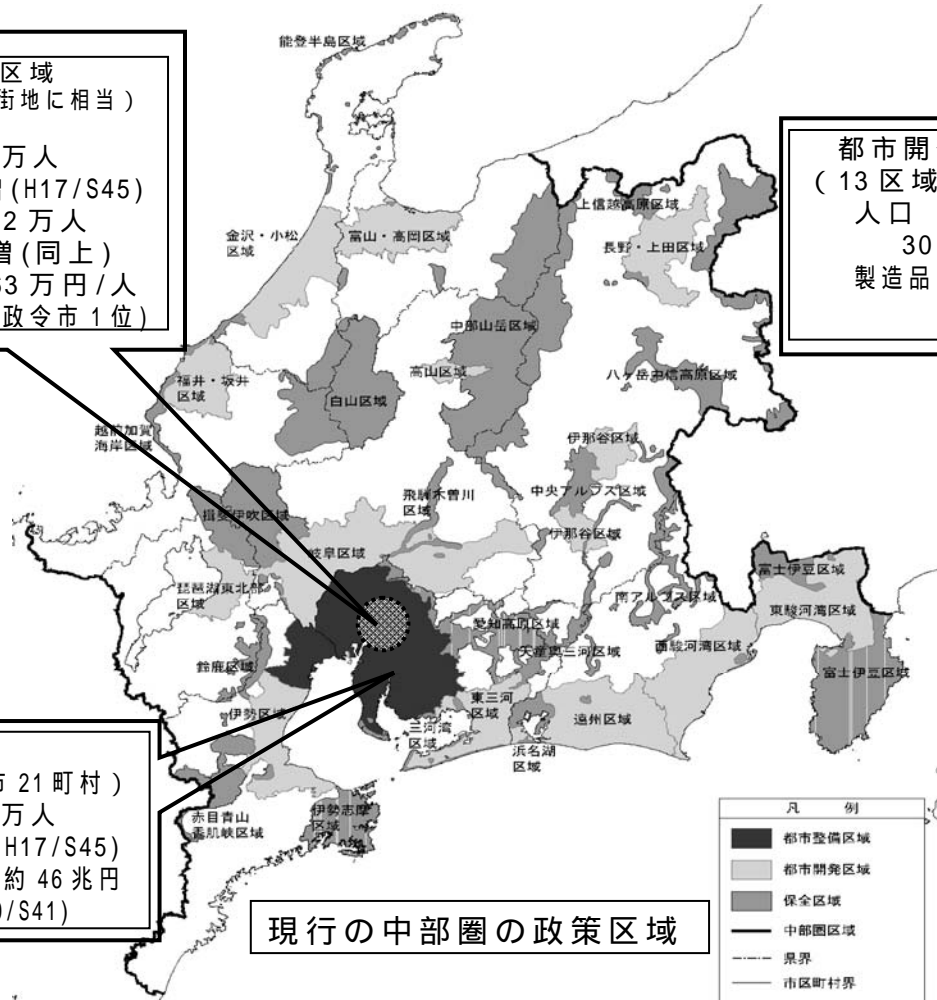 区域
街地に相当）
万人
(H17/S45)
2万人
増(同上)
63万円/人
政令市1位)
都市開
（13区域
人口
30
製造品
能登半島区域
上信越高原区域
金沢・小松
区域
富山・高岡区域
長野・上田区域
中部山岳区域
福井・坂井
区域
高山区域
白山区域
八ヶ岳中信高原区域
越前加賀
海岸区域
伊那谷区域
飛騨木曽川
区域
中央アルプス区域
揖斐伊吹区域
岐阜区域
伊那谷区域
琵琶湖東北部
区域
富士伊豆区域
南アルプス区域
東駿河湾区域
愛知高原区域
天竜奥三河区域
西駿河湾区域
鈴鹿区域
富士伊豆区域
伊勢区域
東三河
区域
遠州区域
三河湾
区域
浜名湖
区域
市21町村）
万人
H17/S45)
約46兆円
/S41)
赤目青山
香肌峡区域
伊勢志摩
区域
現行の中部圏の政策区域
凡 例
都市整備区域
都市開発区域
保全区域
中部圏区域
県界
市区町村界